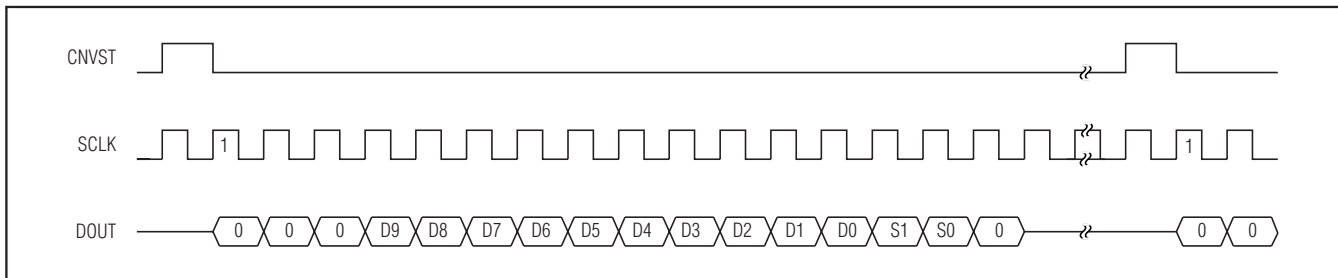 CNVST
SCLK 1 1
DOUT 0 0 0 D9 D8 D7 D6 D5 D4 D3 D2 D1 D0 S1 S0 0 0 0